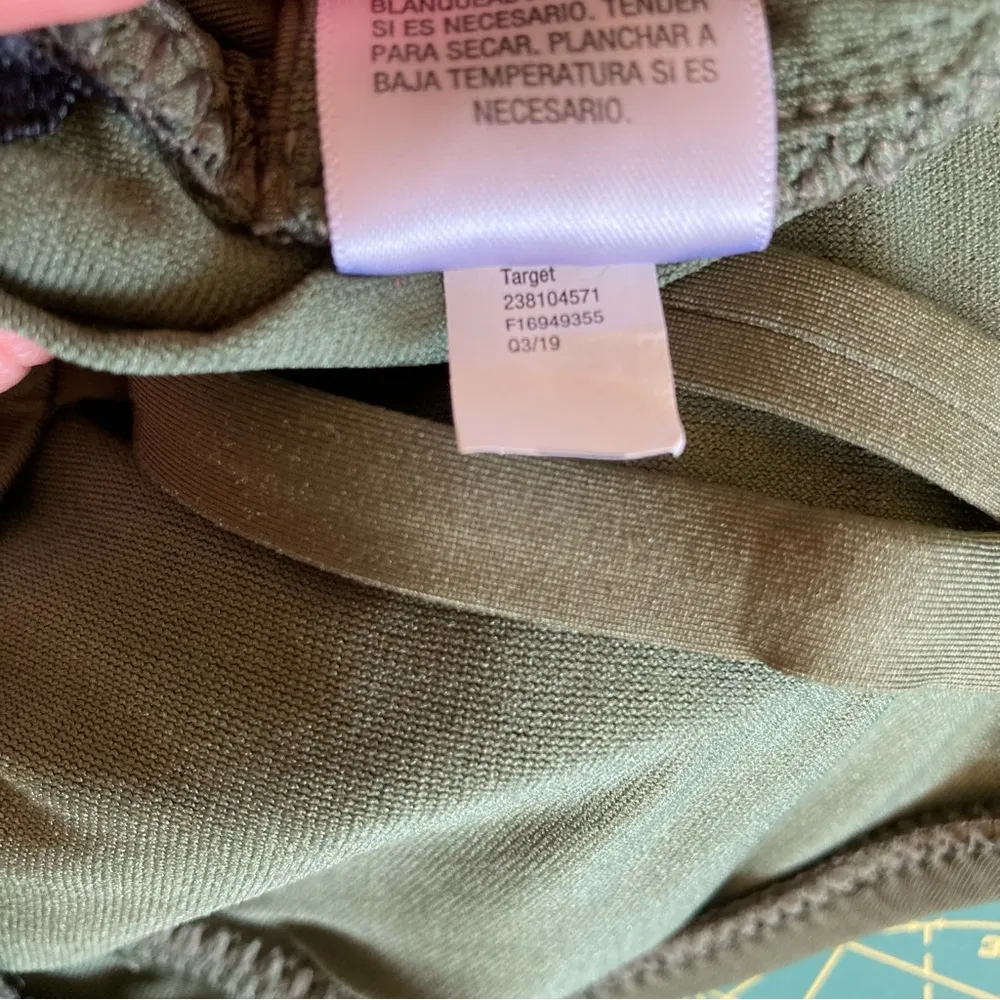 SI ES NECESARIO. TENDER
PARA SECAR. PLANCHAR A
BAJA TEMPERATURA SI ES
NECESARIO.
Target
238104571
F16949355
Q3/19